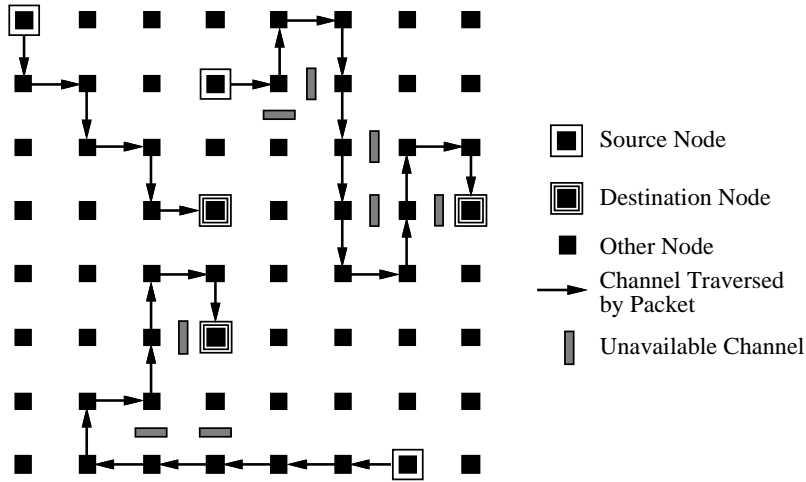 Source Node
Destination Node
Other Node
Channel Traversed
by Packet
Unavailable Channel